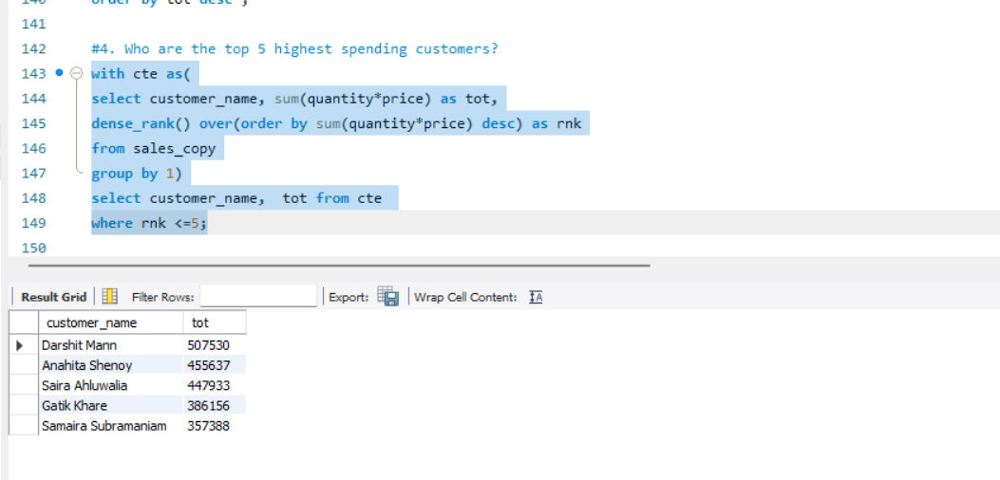 140 order by tot desc ;
141
142 #4. Who are the top 5 highest spending customers?
143 with cte as(
144 select customer_name, sum(quantity*price) as tot,
145 dense_rank() over(order by sum(quantity*price) desc) as rnk
146 from sales_copy
147 group by 1)
148 select customer_name,  tot from cte
149 where rnk <=5;
150
Result Grid Filter Rows: Export: Wrap Cell Content: IA
customer_name tot
Darshit Mann 507530
Anahita Shenoy 455637
Saira Ahluwalia 447933
Gatik Khare 386156
Samaira Subramaniam 357388